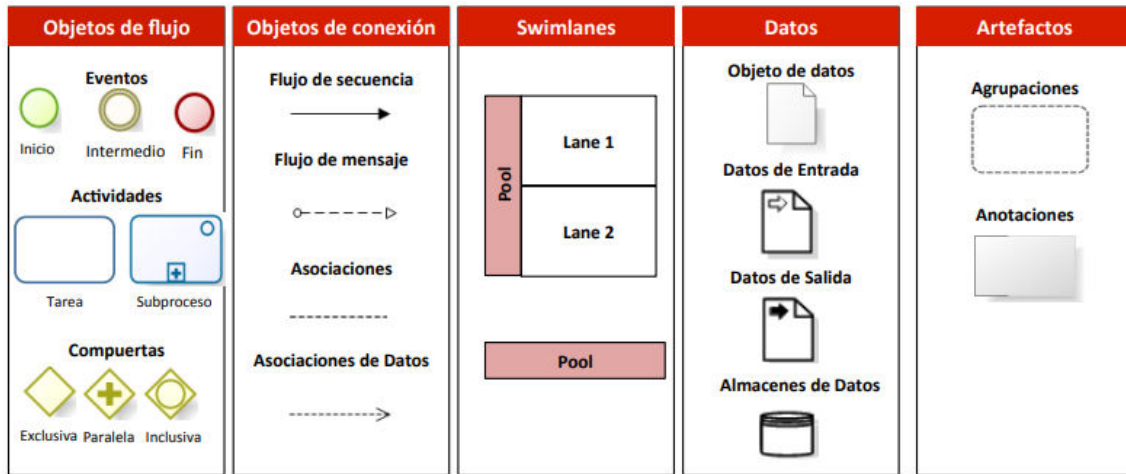 Objetos de flujo
Eventos
Inicio
Intermedio
Fin
Actividades
Tarea
Subproceso
Compuertas
Exclusiva
Paralela
Inclusiva
Objetos de conexión
Flujo de secuencia
Flujo de mensaje
Asociaciones
Asociaciones de Datos
Swimlanes
Pool
Lane 1
Lane 2
Pool
Datos
Objeto de datos
Datos de Entrada
Datos de Salida
Almacenes de Datos
Artefactos
Agrupaciones
Anotaciones